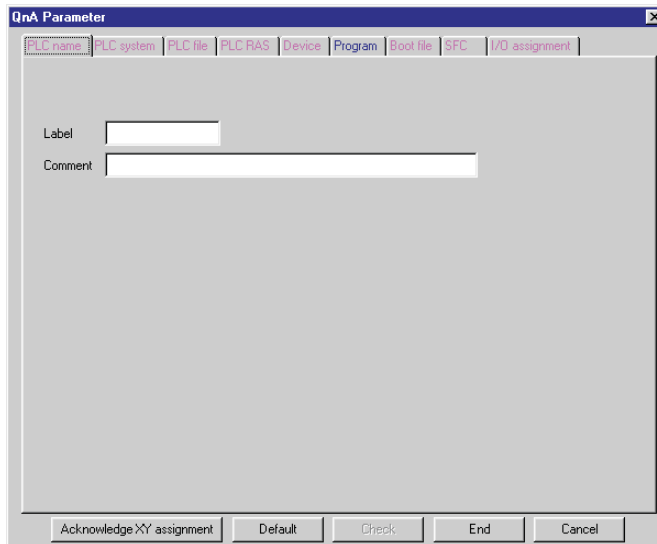 QnA Parameter
PLC name PLC system PLC file PLC RAS Device Program Boot file SFC I/O assignment
Label
Comment
Acknowledge XY assignment Default Check End Cancel